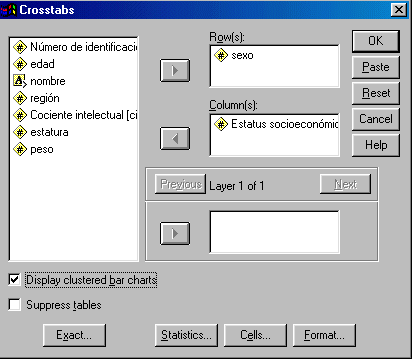 Crosstabs
# Número de identificaci
# edad
A nombre
# región
# Cociente intelectual [ci
# estatura
# peso
Row(s):
# sexo
Column(s):
# Estatus socioeconómic
OK
Paste
Reset
Cancel
Help
Previous
Layer 1 of 1
Next
Display clustered bar charts
Suppress tables
Exact...
Statistics...
Cells...
Format...